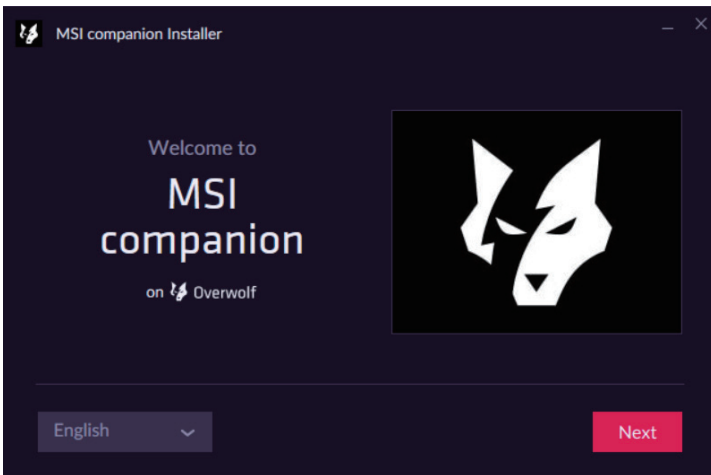 MSI companion Installer
Welcome to
MSI
companion
on Overwolf
English
Next